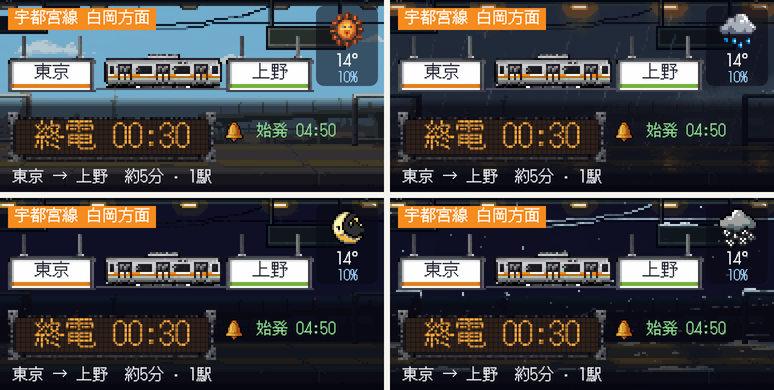 宇都宮線 白岡方面
東京
上野
14°
10%
終電 00:30
始発 04:50
東京 → 上野 約5分・1駅
宇都宮線 白岡方面
東京
上野
14°
10%
終電 00:30
始発 04:50
東京 → 上野 約5分・1駅
宇都宮線 白岡方面
東京
上野
14°
10%
終電 00:30
始発 04:50
東京 → 上野 約5分・1駅
宇都宮線 白岡方面
東京
上野
14°
10%
終電 00:30
始発 04:50
東京 → 上野 約5分・1駅